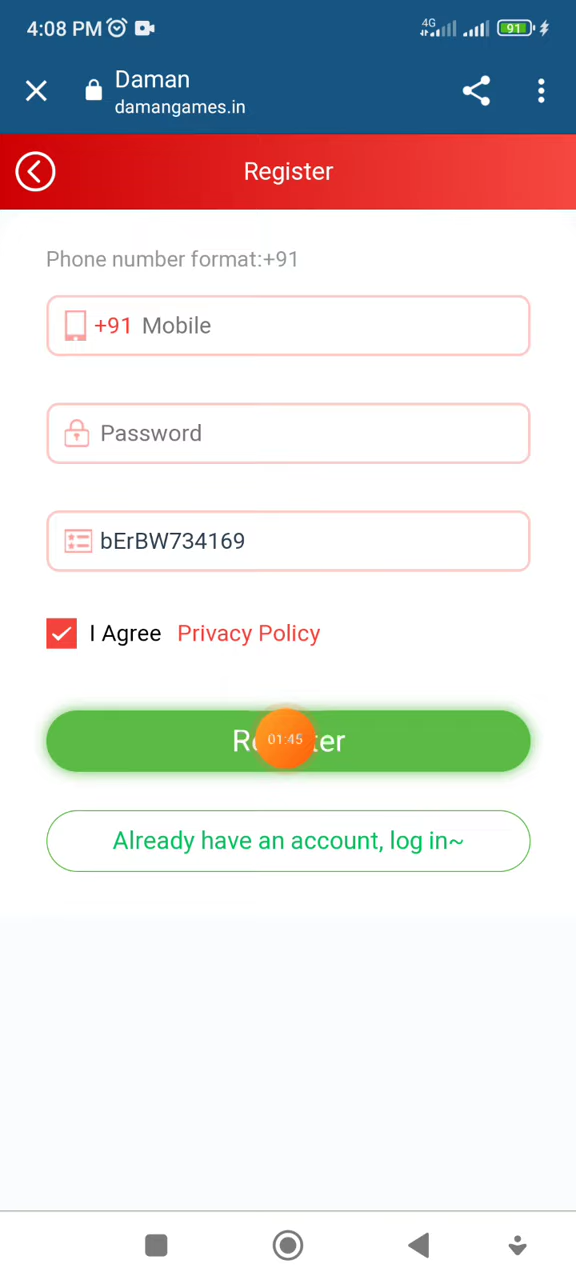 4:08 PM
4G
91
Daman
damangames.in
Register
Phone number format:+91
+91 Mobile
Password
bErBW734169
I Agree Privacy Policy
01:45
Already have an account, log in~